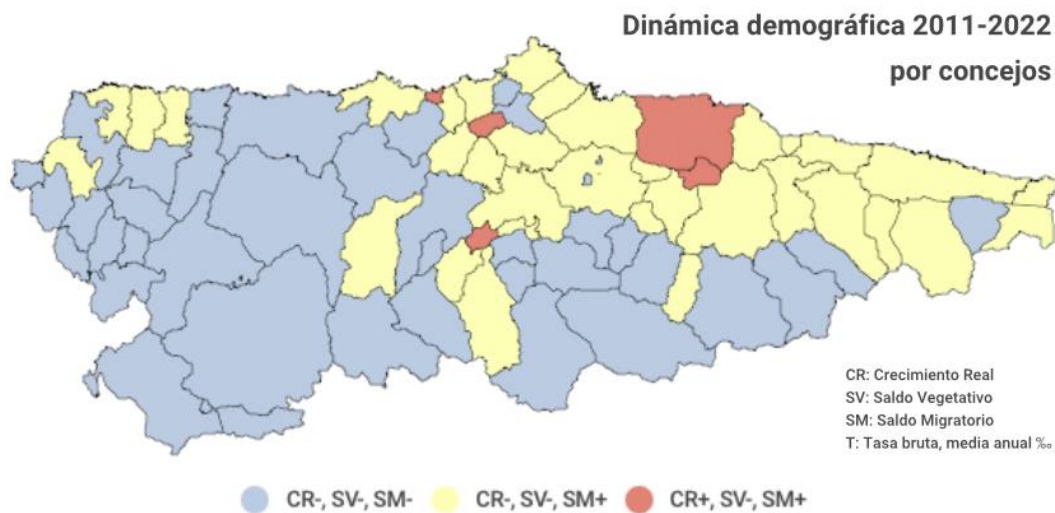 Dinámica demográfica 2011-2022
por concejos
CR: Crecimiento Real
SV: Saldo Vegetativo
SM: Saldo Migratorio
T: Tasa bruta, media anual ‰
CR-, SV-, SM- CR-, SV-, SM+ CR+, SV-, SM+